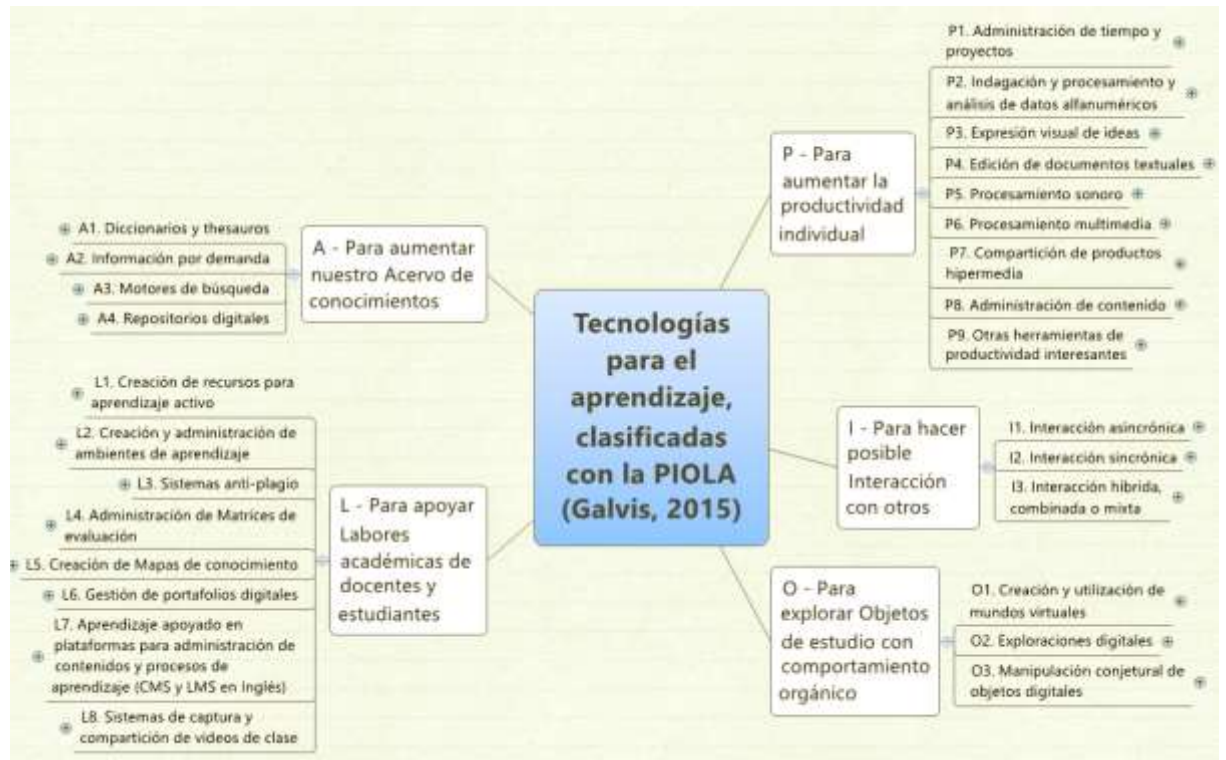 Tecnologías
para el
aprendizaje,
clasificadas
con la PIOLA
(Galvis, 2015)
P - Para
aumentar la
productividad
individual
P1. Administración de tiempo y
proyectos
P2. Indagación y procesamiento y
análisis de datos alfanuméricos
P3. Expresión visual de ideas
P4. Edición de documentos textuales
P5. Procesamiento sonoro
P6. Procesamiento multimedia
P7. Compartición de productos
hipermedia
P8. Administración de contenido
P9. Otras herramientas de
productividad interesantes
I - Para hacer
posible
Interacción
con otros
I1. Interacción asincrónica
I2. Interacción sincrónica
I3. Interacción híbrida,
combinada o mixta
O - Para
explorar Objetos
de estudio con
comportamiento
orgánico
O1. Creación y utilización de
mundos virtuales
O2. Exploraciones digitales
O3. Manipulación conjetural de
objetos digitales
L - Para apoyar
Labores
académicas de
docentes y
estudiantes
L1. Creación de recursos para
aprendizaje activo
L2. Creación y administración de
ambientes de aprendizaje
L3. Sistemas anti-plagio
L4. Administración de Matrices de
evaluación
L5. Creación de Mapas de conocimiento
L6. Gestión de portafolios digitales
L7. Aprendizaje apoyado en
plataformas para administración de
contenidos y procesos de
aprendizaje (CMS y LMS en Inglés)
L8. Sistemas de captura y
compartición de videos de clase
A - Para aumentar
nuestro Acervo de
conocimientos
A1. Diccionarios y thesauros
A2. Información por demanda
A3. Motores de búsqueda
A4. Repositorios digitales